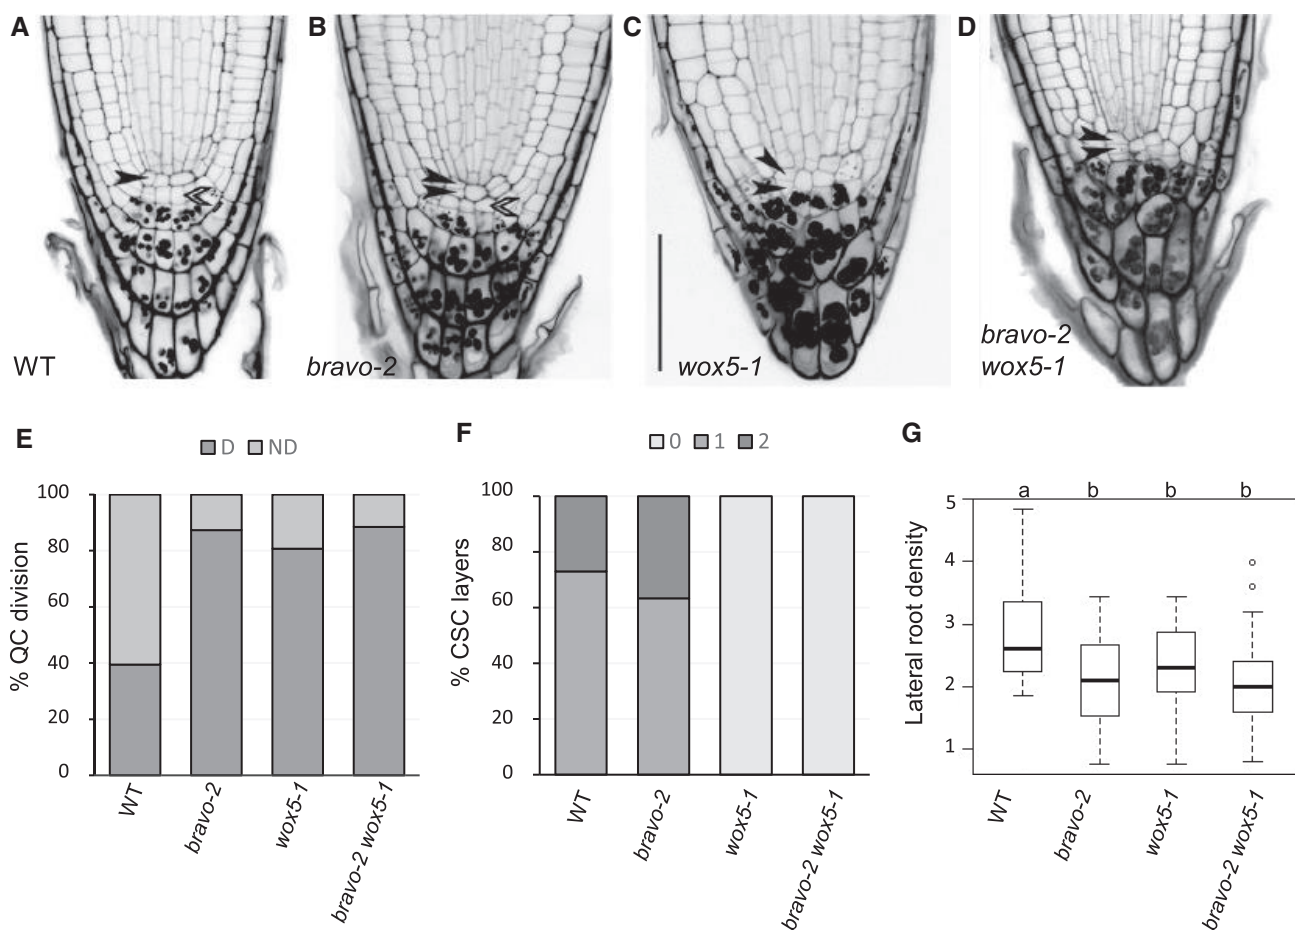 A
B
C
D
WT
bravo-2
wox5-1
bravo-2
wox5-1
E
D ND
% QC division
100
80
60
40
20
0
WT
bravo-2
wox5-1
bravo-2 wox5-1
F
0 1 2
% CSC layers
100
80
60
40
20
0
WT
bravo-2
wox5-1
bravo-2 wox5-1
G
a b b b
Lateral root density
5
4
3
2
1
WT
bravo-2
wox5-1
bravo-2 wox5-1